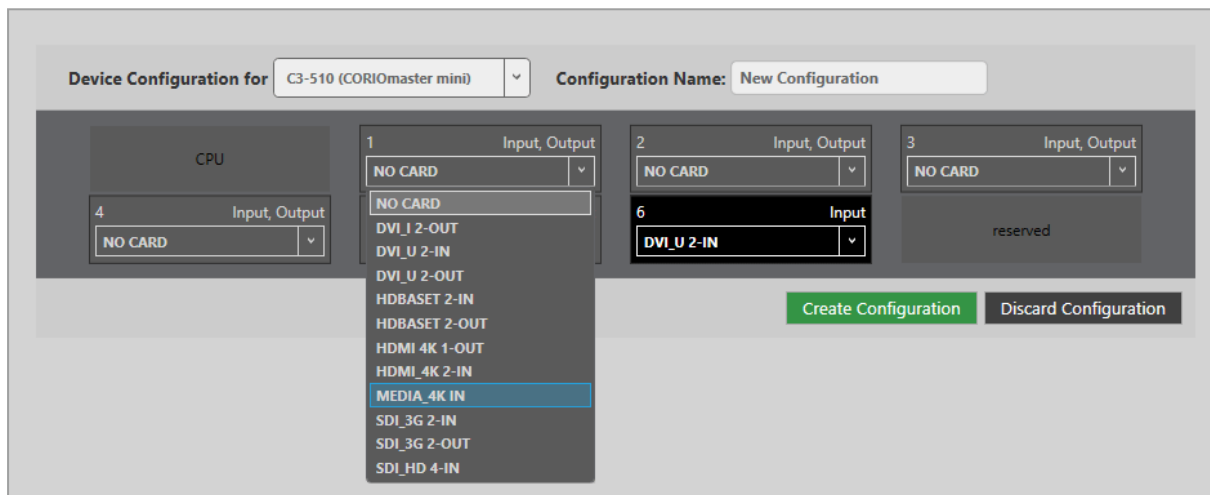 Device Configuration for C3-510 (CORIOmaster mini) Configuration Name: New Configuration
CPU
1 Input, Output
NO CARD
2 Input, Output
NO CARD
3 Input, Output
NO CARD
4 Input, Output
NO CARD
NO CARD
DVI_I 2-OUT
DVI_U 2-IN
DVI_U 2-OUT
HDBASET 2-IN
HDBASET 2-OUT
HDMI 4K 1-OUT
HDMI_4K 2-IN
MEDIA_4K IN
SDI_3G 2-IN
SDI_3G 2-OUT
SDI_HD 4-IN
6 Input
DVI_U 2-IN
reserved
Create Configuration Discard Configuration